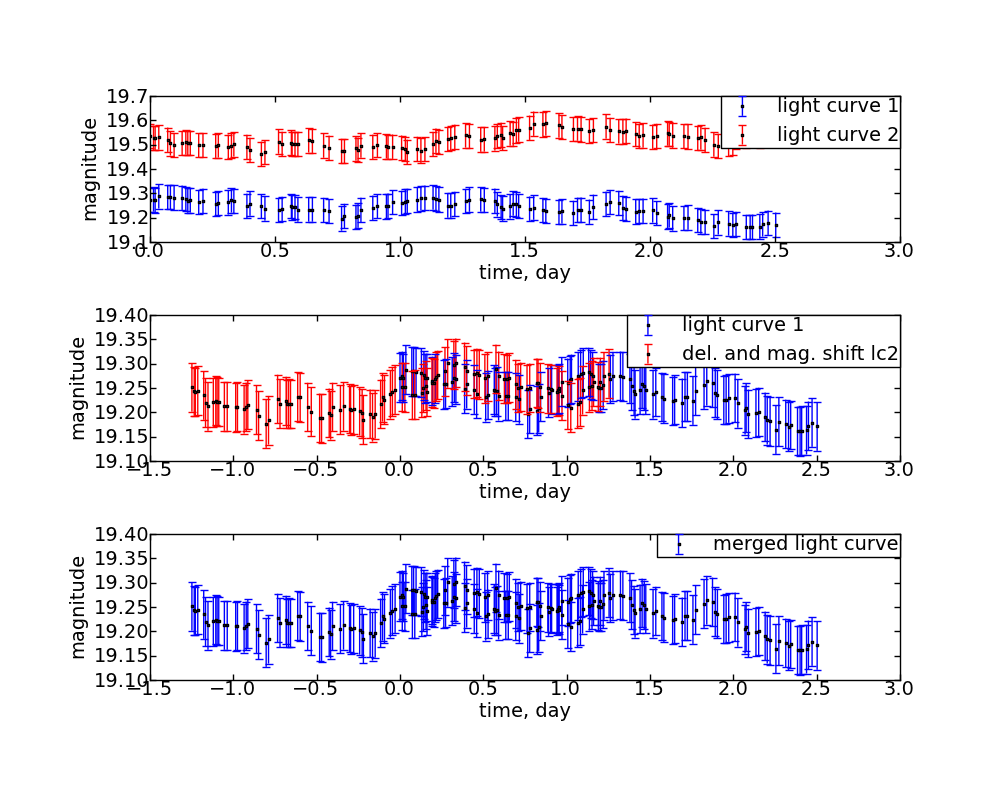 19.7
19.6
19.5
19.4
19.3
19.2
19.1
magnitude
light curve 1
light curve 2
0.0 0.5 1.0 1.5 2.0 2.5 3.0
time, day
19.40
19.35
19.30
19.25
19.20
19.15
19.10
magnitude
light curve 1
del. and mag. shift lc2
−1.5 −1.0 −0.5 0.0 0.5 1.0 1.5 2.0 2.5 3.0
time, day
19.40
19.35
19.30
19.25
19.20
19.15
19.10
magnitude
merged light curve
−1.5 −1.0 −0.5 0.0 0.5 1.0 1.5 2.0 2.5 3.0
time, day